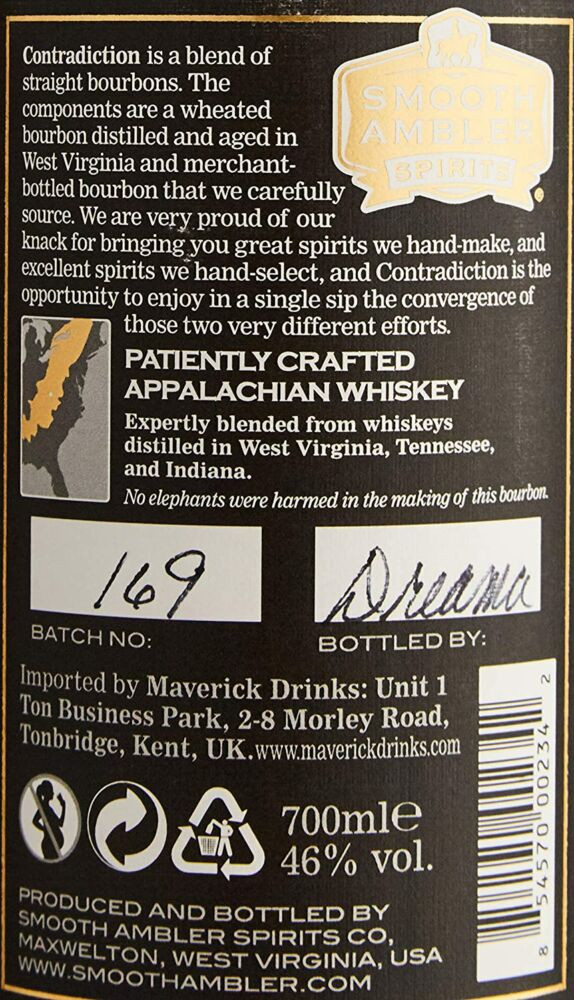 Contradiction is a blend of
straight bourbons. The
components are a wheated
bourbon distilled and aged in
West Virginia and merchant-
bottled bourbon that we carefully
source. We are very proud of our
knack for bringing you great spirits we hand-make, and
excellent spirits we hand-select, and Contradiction is the
opportunity to enjoy in a single sip the convergence of
those two very different efforts.
SMOOTH
AMBLER
SPIRITS
PATIENTLY CRAFTED
APPALACHIAN WHISKEY
Expertly blended from whiskeys
distilled in West Virginia, Tennessee,
and Indiana.
No elephants were harmed in the making of this bourbon.
169
Dreama
BATCH NO:
BOTTLED BY:
Imported by Maverick Drinks: Unit 1
Ton Business Park, 2-8 Morley Road,
Tonbridge, Kent, UK. www.maverickdrinks.com
700ml℮
46% vol.
8 54570 00234 2
PRODUCED AND BOTTLED BY
SMOOTH AMBLER SPIRITS CO,
MAXWELTON, WEST VIRGINIA, USA
WWW.SMOOTHAMBLER.COM